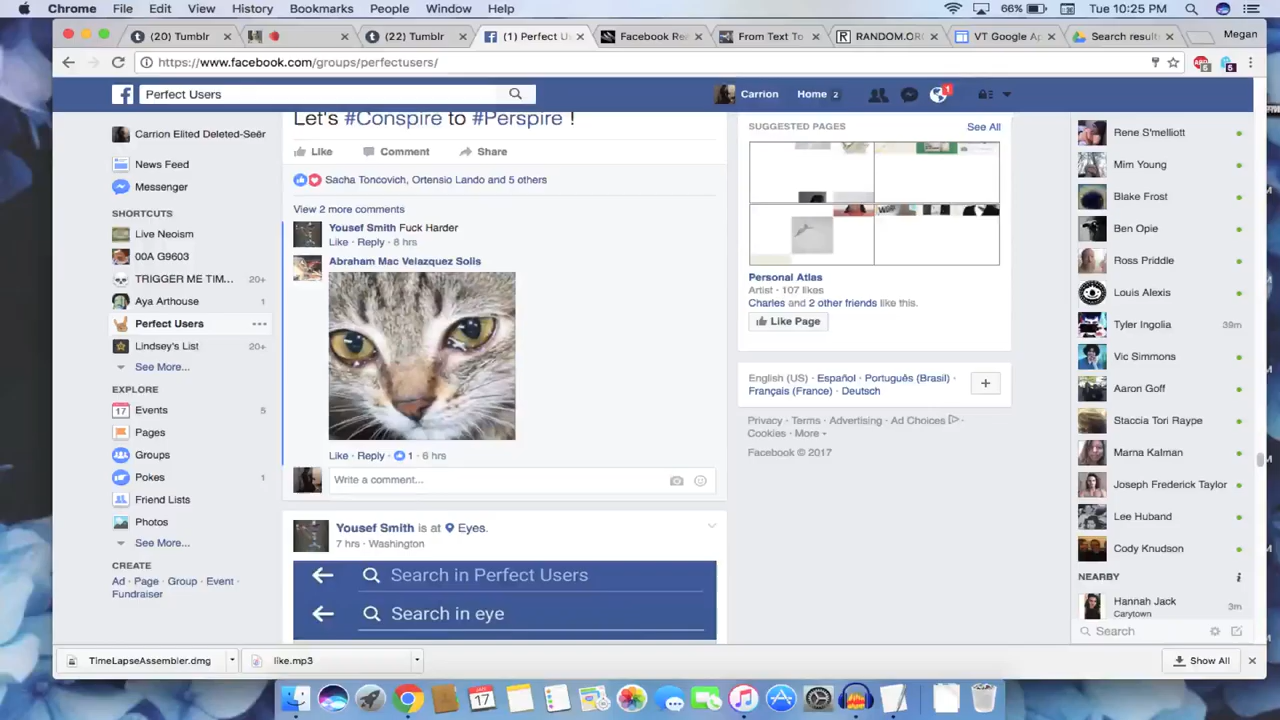 Chrome File Edit View History Bookmarks People Window Help 66% Tue 10:25 PM
(20) Tumblr
(22) Tumblr
(1) Perfect Us
Facebook Rea
From Text To
RANDOM.OR
VT Google Ap
Search result
Megan
https://www.facebook.com/groups/perfectusers/
Perfect Users
Carrion Home 2
1
Carrion Elited Deleted-Seër
News Feed
Messenger
SHORTCUTS
Live Neoism
00A G9603
TRIGGER ME TIM... 20+
Aya Arthouse 1
Perfect Users
Lindsey's List 20+
See More...
EXPLORE
Events 5
Pages
Groups
Pokes 1
Friend Lists
Photos
See More...
CREATE
Ad · Page · Group · Event ·
Fundraiser
Let's #Conspire to #Perspire !
Like Comment Share
Sacha Toncovich, Ortensio Lando and 5 others
View 2 more comments
Yousef Smith Fuck Harder
Like · Reply · 8 hrs
Abraham Mac Velazquez Solis
Like · Reply · 1 · 6 hrs
Write a comment...
Yousef Smith is at Eyes.
7 hrs · Washington
Search in Perfect Users
Search in eye
SUGGESTED PAGES See All
Personal Atlas
Artist · 107 likes
Charles and 2 other friends like this.
Like Page
English (US) · Español · Português (Brasil) ·
Français (France) · Deutsch
Privacy · Terms · Advertising · Ad Choices ·
Cookies · More
Facebook © 2017
Rene S'melliott
Mim Young
Blake Frost
Ben Opie
Ross Priddle
Louis Alexis
Tyler Ingolia 39m
Vic Simmons
Aaron Goff
Staccia Tori Raype
Marna Kalman
Joseph Frederick Taylor
Lee Huband
Cody Knudson
NEARBY
Hannah Jack 3m
Carytown
Search
TimeLapseAssembler.dmg
like.mp3
Show All
17